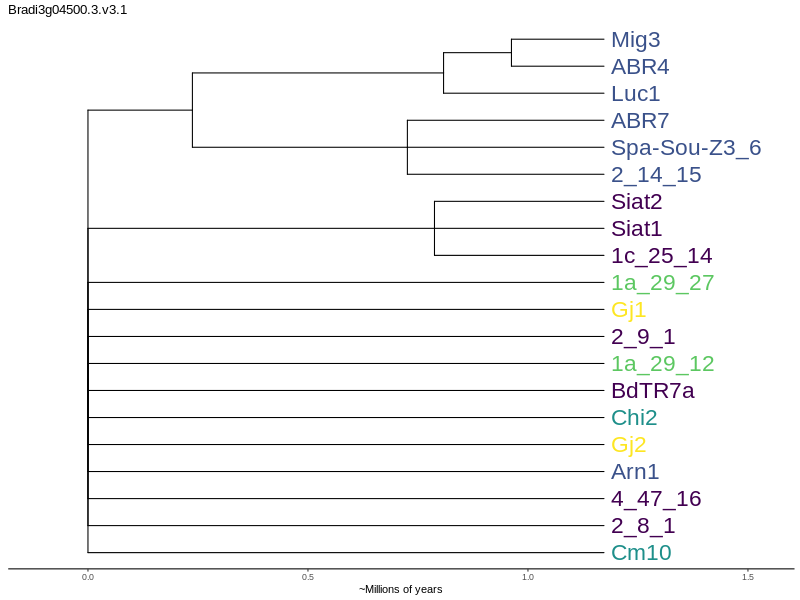 Bradi3g04500.3.v3.1
Mig3
ABR4
Luc1
ABR7
Spa-Sou-Z3_6
2_14_15
Siat2
Siat1
1c_25_14
1a_29_27
Gj1
2_9_1
1a_29_12
BdTR7a
Chi2
Gj2
Arn1
4_47_16
2_8_1
Cm10
0.0 0.5 1.0 1.5
~Millions of years